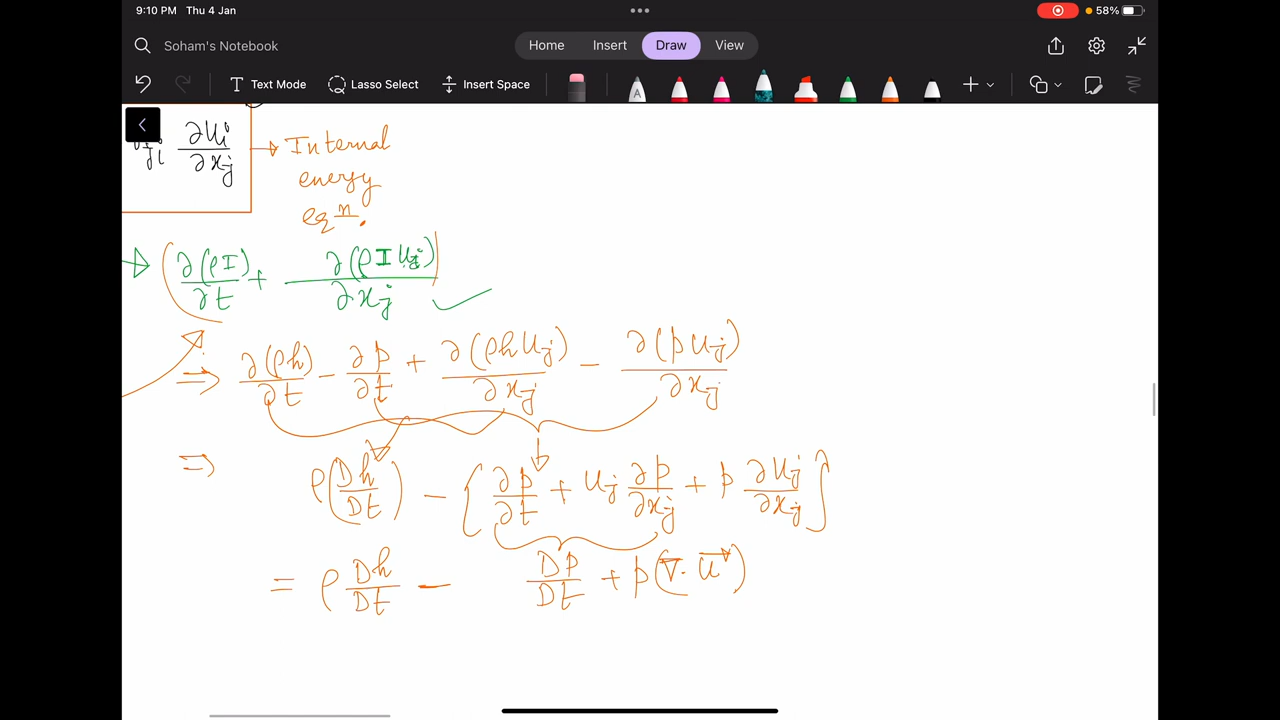 9:10 PM Thu 4 Jan
58%
Soham's Notebook
Home Insert Draw View
Text Mode Lasso Select Insert Space
A
∂Ui/∂xj → Internal
energy
eqⁿ.
(∂(ρI)/∂t + ∂(ρIUj)/∂xj) ✓
⇒ ∂(ρh)/∂t − ∂p/∂t + ∂(ρhUj)/∂xj − ∂(pUj)/∂xj
⇒ ρ(Dh/Dt) − [∂p/∂t + Uj ∂p/∂xj + p ∂Uj/∂xj]
= ρ Dh/Dt − Dp/Dt + p(∇⃗·U⃗)